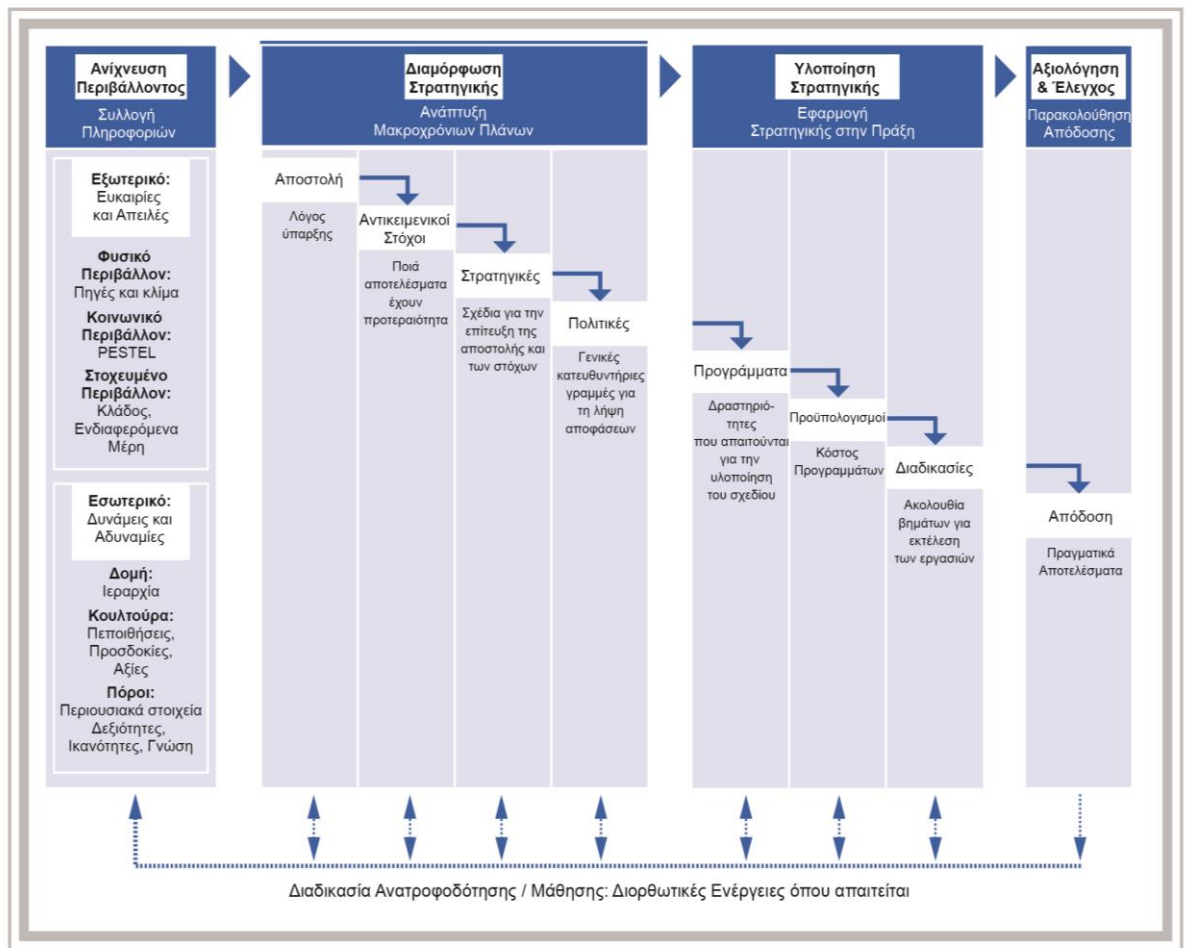 Ανίχνευση
Περιβάλλοντος
Συλλογή
Πληροφοριών
Διαμόρφωση
Στρατηγικής
Ανάπτυξη
Μακροχρόνιων Πλάνων
Υλοποίηση
Στρατηγικής
Εφαρμογή
Στρατηγικής στην Πράξη
Αξιολόγηση
& Έλεγχος
Παρακολούθηση
Απόδοσης
Εξωτερικό:
Ευκαιρίες
και Απειλές
Φυσικό
Περιβάλλον:
Πηγές και κλίμα
Κοινωνικό
Περιβάλλον:
PESTEL
Στοχευμένο
Περιβάλλον:
Κλάδος,
Ενδιαφερόμενα
Μέρη
Εσωτερικό:
Δυνάμεις και
Αδυναμίες
Δομή:
Ιεραρχία
Κουλτούρα:
Πεποιθήσεις,
Προσδοκίες,
Αξίες
Πόροι:
Περιουσιακά στοιχεία
Δεξιότητες,
Ικανότητες, Γνώση
Αποστολή
Λόγος
ύπαρξης
Αντικειμενικοί
Στόχοι
Ποιά
αποτελέσματα
έχουν
προτεραιότητα
Στρατηγικές
Σχέδια για την
επίτευξη της
αποστολής και
των στόχων
Πολιτικές
Γενικές
κατευθυντήριες
γραμμές για
τη λήψη
αποφάσεων
Προγράμματα
Δραστηριό-
τητες
που απαιτούνται
για την
υλοποίηση
του σχεδίου
Προϋπολογισμοί
Κόστος
Προγραμμάτων
Διαδικασίες
Ακολουθία
βημάτων για
εκτέλεση
των εργασιών
Απόδοση
Πραγματικά
Αποτελέσματα
Διαδικασία Ανατροφοδότησης / Μάθησης: Διορθωτικές Ενέργειες όπου απαιτείται